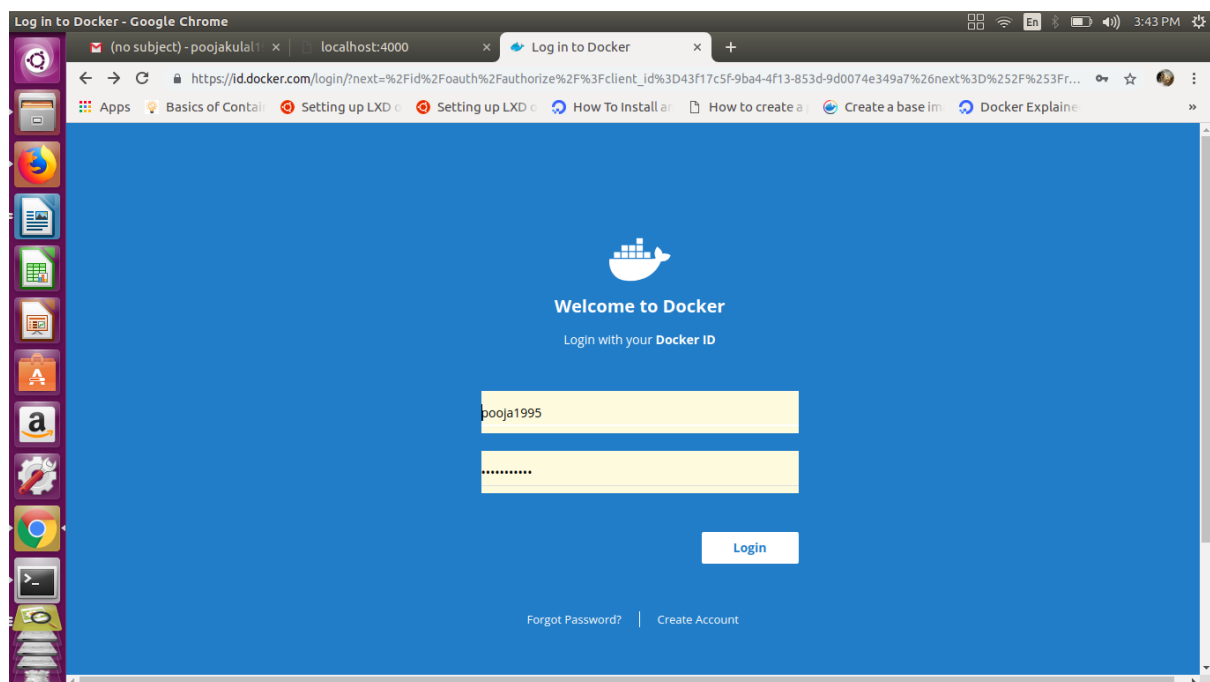 Log in to Docker - Google Chrome
En
3:43 PM
(no subject) - poojakulal1
localhost:4000
Log in to Docker
https://id.docker.com/login/?next=%2Fid%2Foauth%2Fauthorize%2F%3Fclient_id%3D43f17c5f-9ba4-4f13-853d-9d0074e349a7%26next%3D%252F%253Fr...
Apps
Basics of Contai
Setting up LXD o
Setting up LXD o
How To Install an
How to create a
Create a base im
Docker Explaine
»
Welcome to Docker
Login with your Docker ID
pooja1995
•••••••••••
Login
Forgot Password? | Create Account